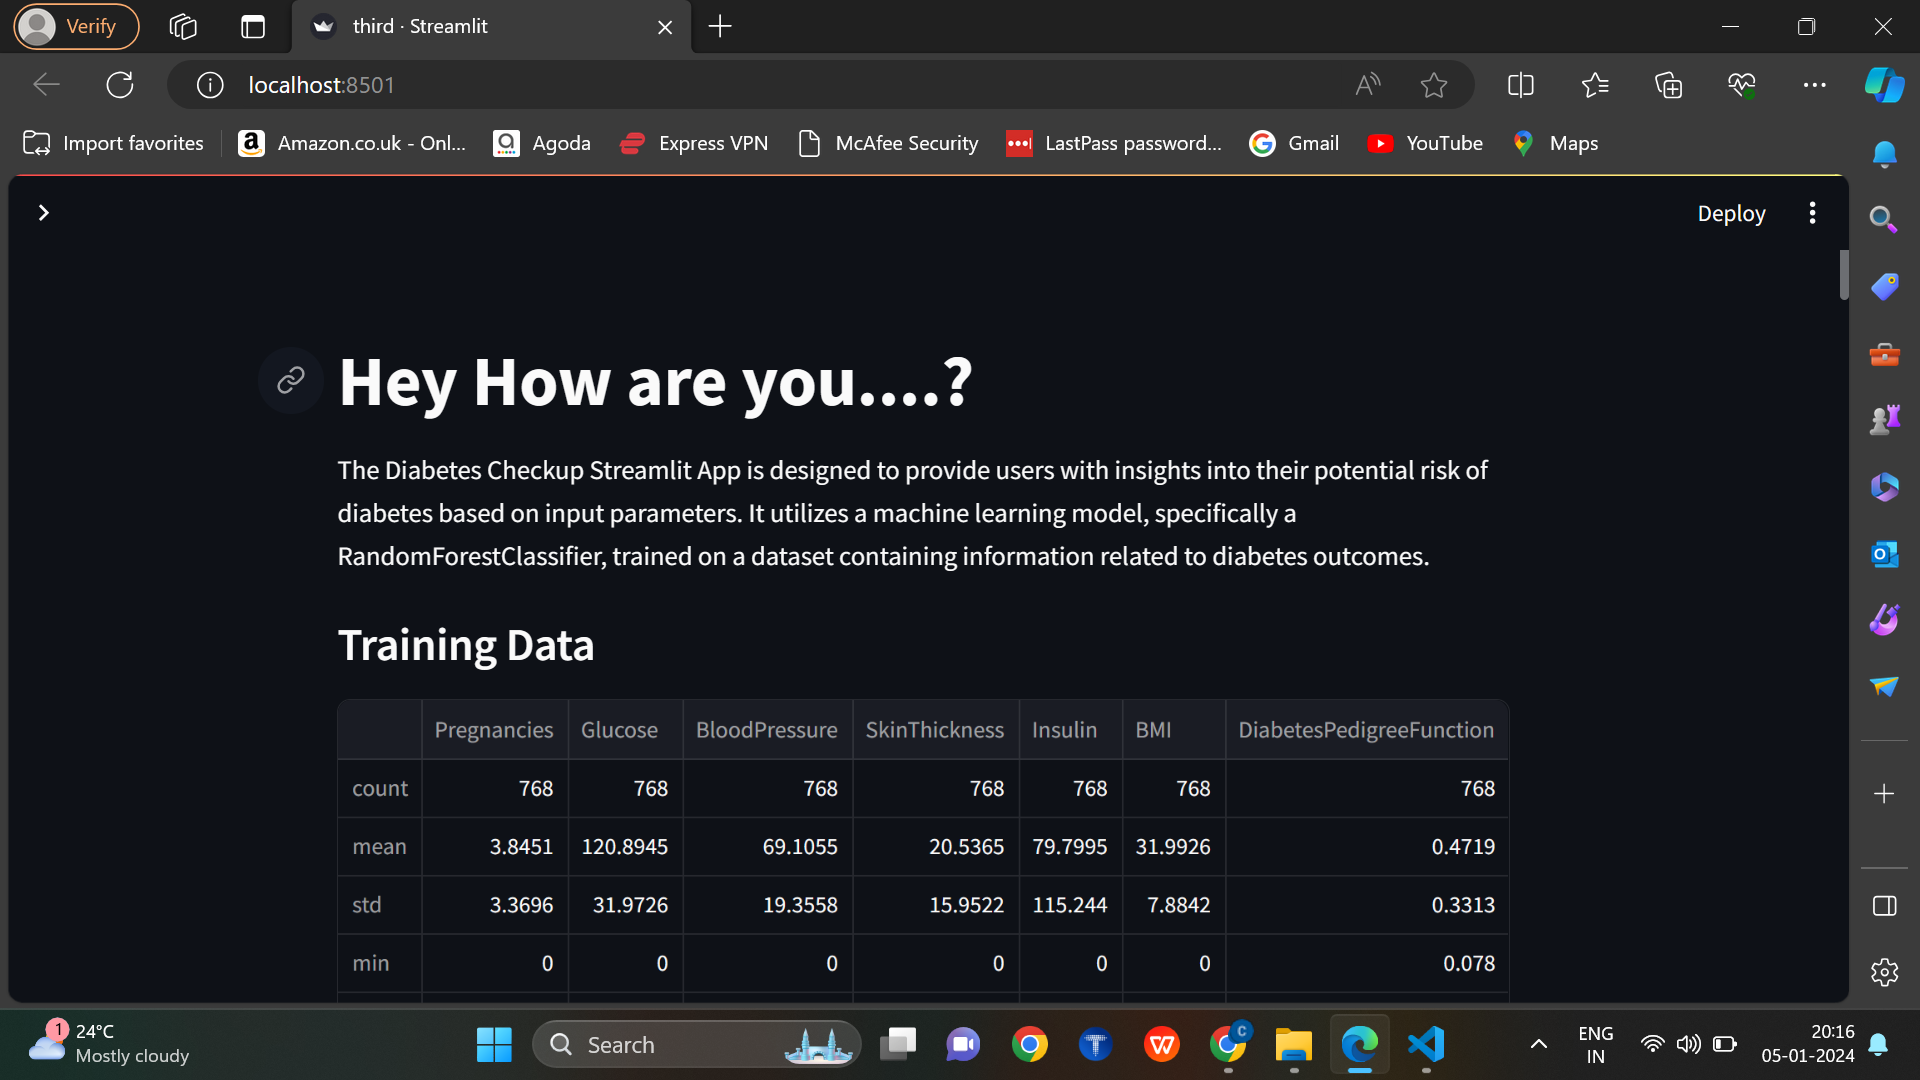 Verify
third · Streamlit
localhost:8501
Import favorites
Amazon.co.uk - Onl...
Agoda
Express VPN
McAfee Security
LastPass password...
Gmail
YouTube
Maps
Deploy
Hey How are you....?
The Diabetes Checkup Streamlit App is designed to provide users with insights into their potential risk of
diabetes based on input parameters. It utilizes a machine learning model, specifically a
RandomForestClassifier, trained on a dataset containing information related to diabetes outcomes.
Training Data
Pregnancies Glucose BloodPressure SkinThickness Insulin BMI DiabetesPedigreeFunction
count 768 768 768 768 768 768 768
mean 3.8451 120.8945 69.1055 20.5365 79.7995 31.9926 0.4719
std 3.3696 31.9726 19.3558 15.9522 115.244 7.8842 0.3313
min 0 0 0 0 0 0 0.078
1
24°C
Mostly cloudy
Search
C
ENG
IN
20:16
05-01-2024